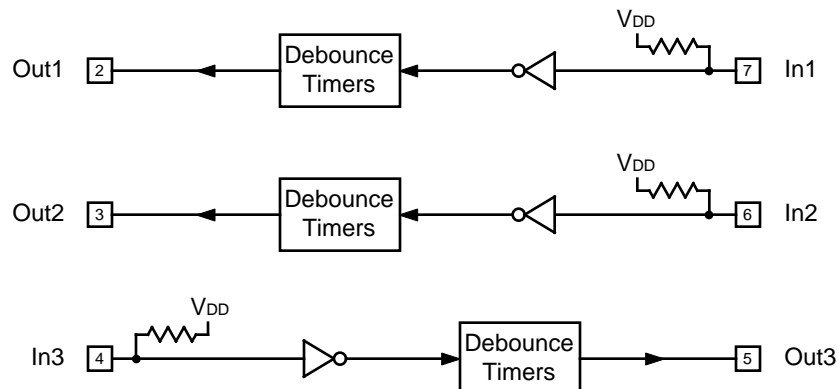 VDD
Out1 2 Debounce Timers 7 In1
VDD
Out2 3 Debounce Timers 6 In2
VDD
In3 4 Debounce Timers 5 Out3